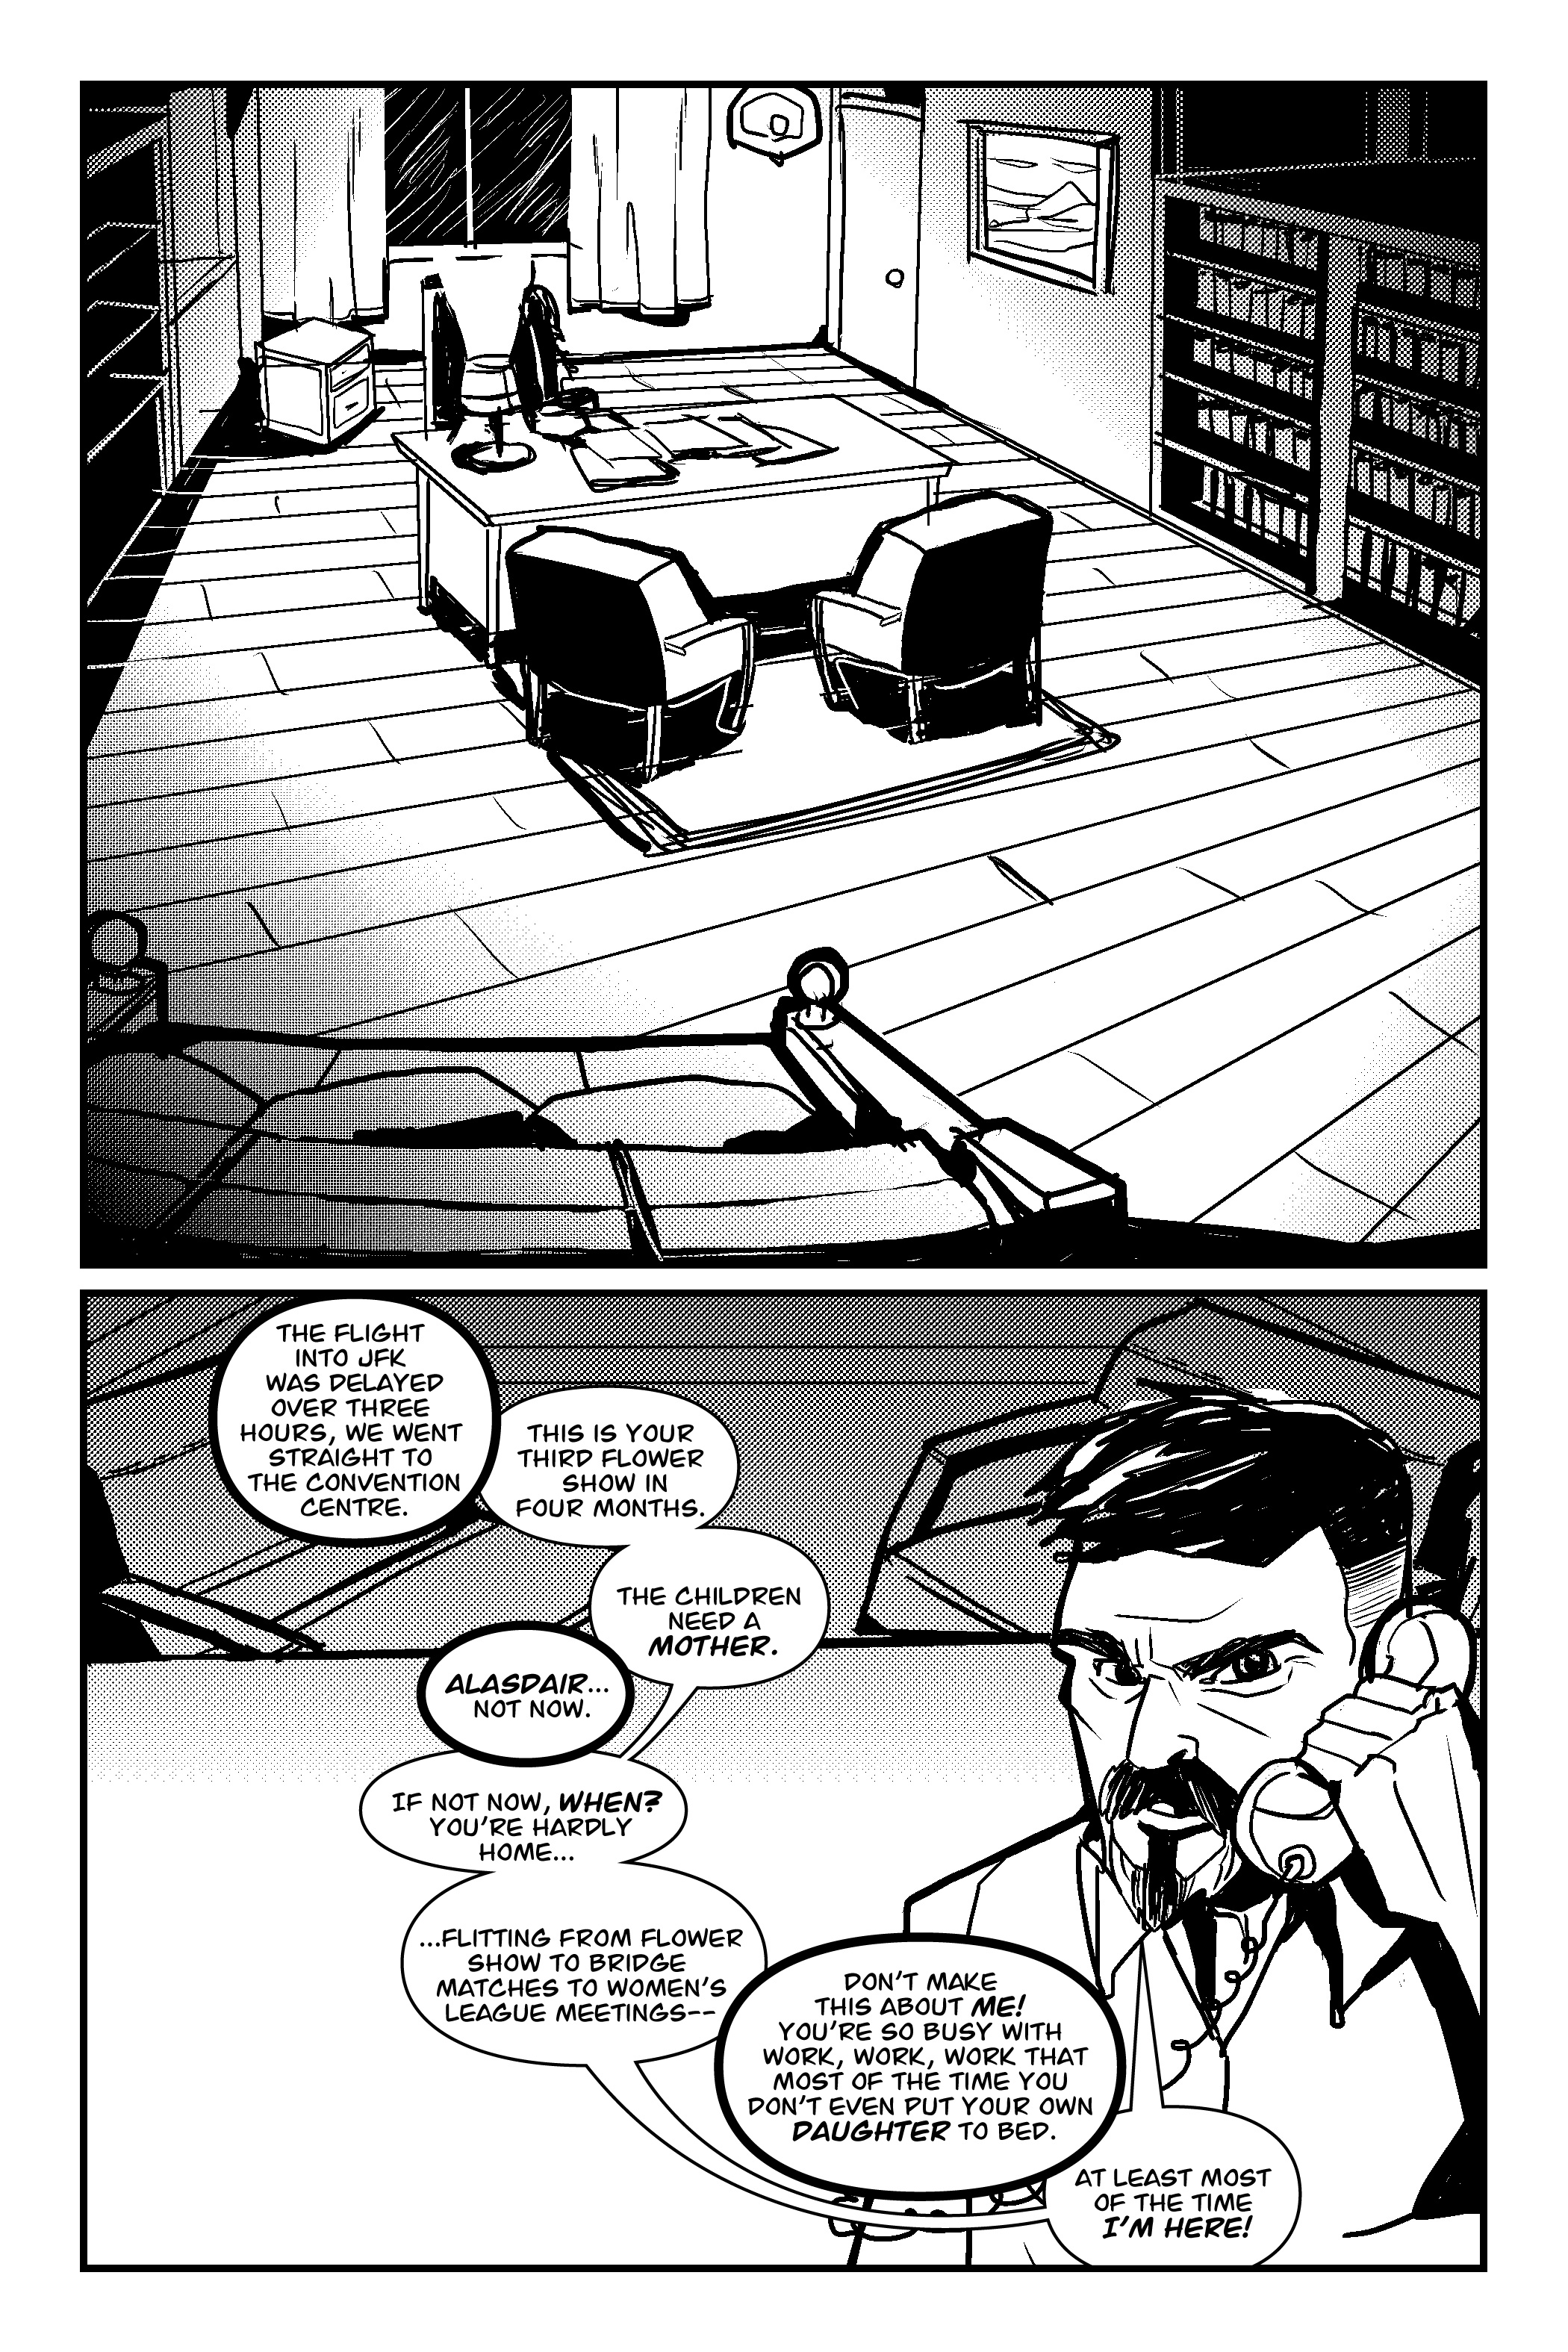 THE FLIGHT
INTO JFK
WAS DELAYED
OVER THREE
HOURS, WE WENT
STRAIGHT TO
THE CONVENTION
CENTRE.
THIS IS YOUR
THIRD FLOWER
SHOW IN
FOUR MONTHS.
THE CHILDREN
NEED A
MOTHER.
ALASDAIR...
NOT NOW.
IF NOT NOW, WHEN?
YOU'RE HARDLY
HOME...
...FLITTING FROM FLOWER
SHOW TO BRIDGE
MATCHES TO WOMEN'S
LEAGUE MEETINGS--
DON'T MAKE
THIS ABOUT ME!
YOU'RE SO BUSY WITH
WORK, WORK, WORK THAT
MOST OF THE TIME YOU
DON'T EVEN PUT YOUR OWN
DAUGHTER TO BED.
AT LEAST MOST
OF THE TIME
I'M HERE!